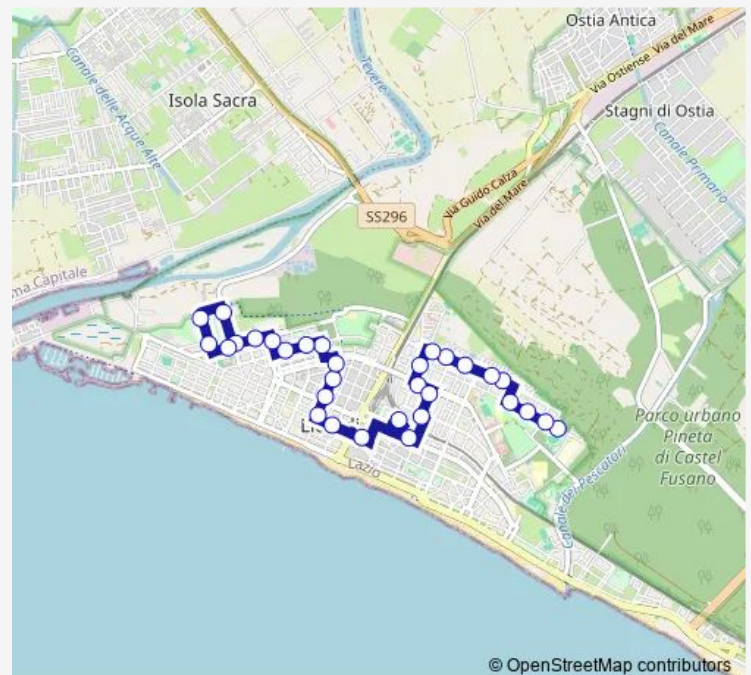 Ostia Antica
Via Ostiense Via del Mare
Canale delle Acque Alte
Tevere
Isola Sacra
Stagni di Ostia
Canale Primario
Via Guido Calza
Via del Mare
SS296
ma Capitale
Parco urbano
Pineta
di Castel
Fusano
Lazio
Canale dei Pescatori
© OpenStreetMap contributors